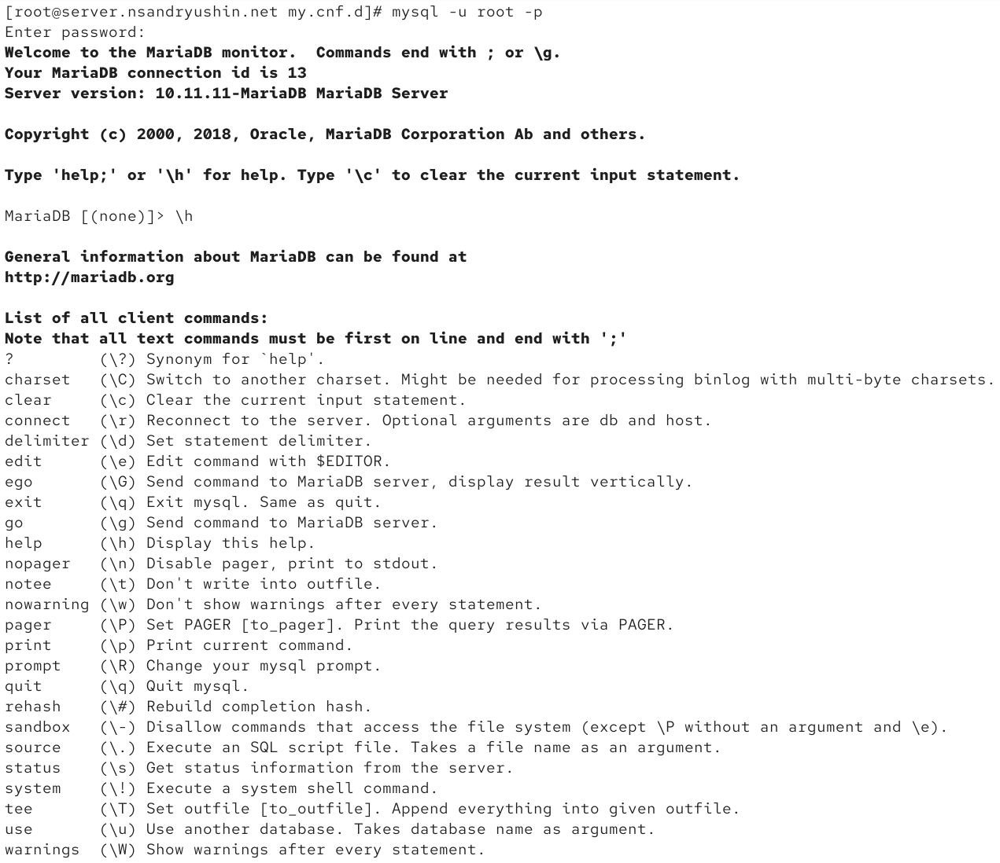 [root@server.nsandryushin.net my.cnf.d]# mysql -u root -p
Enter password:
Welcome to the MariaDB monitor.  Commands end with ; or \g.
Your MariaDB connection id is 13
Server version: 10.11.11-MariaDB MariaDB Server

Copyright (c) 2000, 2018, Oracle, MariaDB Corporation Ab and others.

Type 'help;' or '\h' for help. Type '\c' to clear the current input statement.

MariaDB [(none)]> \h

General information about MariaDB can be found at
http://mariadb.org

List of all client commands:
Note that all text commands must be first on line and end with ';'
?         (\?) Synonym for `help'.
charset   (\C) Switch to another charset. Might be needed for processing binlog with multi-byte charsets.
clear     (\c) Clear the current input statement.
connect   (\r) Reconnect to the server. Optional arguments are db and host.
delimiter (\d) Set statement delimiter.
edit      (\e) Edit command with $EDITOR.
ego       (\G) Send command to MariaDB server, display result vertically.
exit      (\q) Exit mysql. Same as quit.
go        (\g) Send command to MariaDB server.
help      (\h) Display this help.
nopager   (\n) Disable pager, print to stdout.
notee     (\t) Don't write into outfile.
nowarning (\w) Don't show warnings after every statement.
pager     (\P) Set PAGER [to_pager]. Print the query results via PAGER.
print     (\p) Print current command.
prompt    (\R) Change your mysql prompt.
quit      (\q) Quit mysql.
rehash    (\#) Rebuild completion hash.
sandbox   (\-) Disallow commands that access the file system (except \P without an argument and \e).
source    (\.) Execute an SQL script file. Takes a file name as an argument.
status    (\s) Get status information from the server.
system    (\!) Execute a system shell command.
tee       (\T) Set outfile [to_outfile]. Append everything into given outfile.
use       (\u) Use another database. Takes database name as argument.
warnings  (\W) Show warnings after every statement.